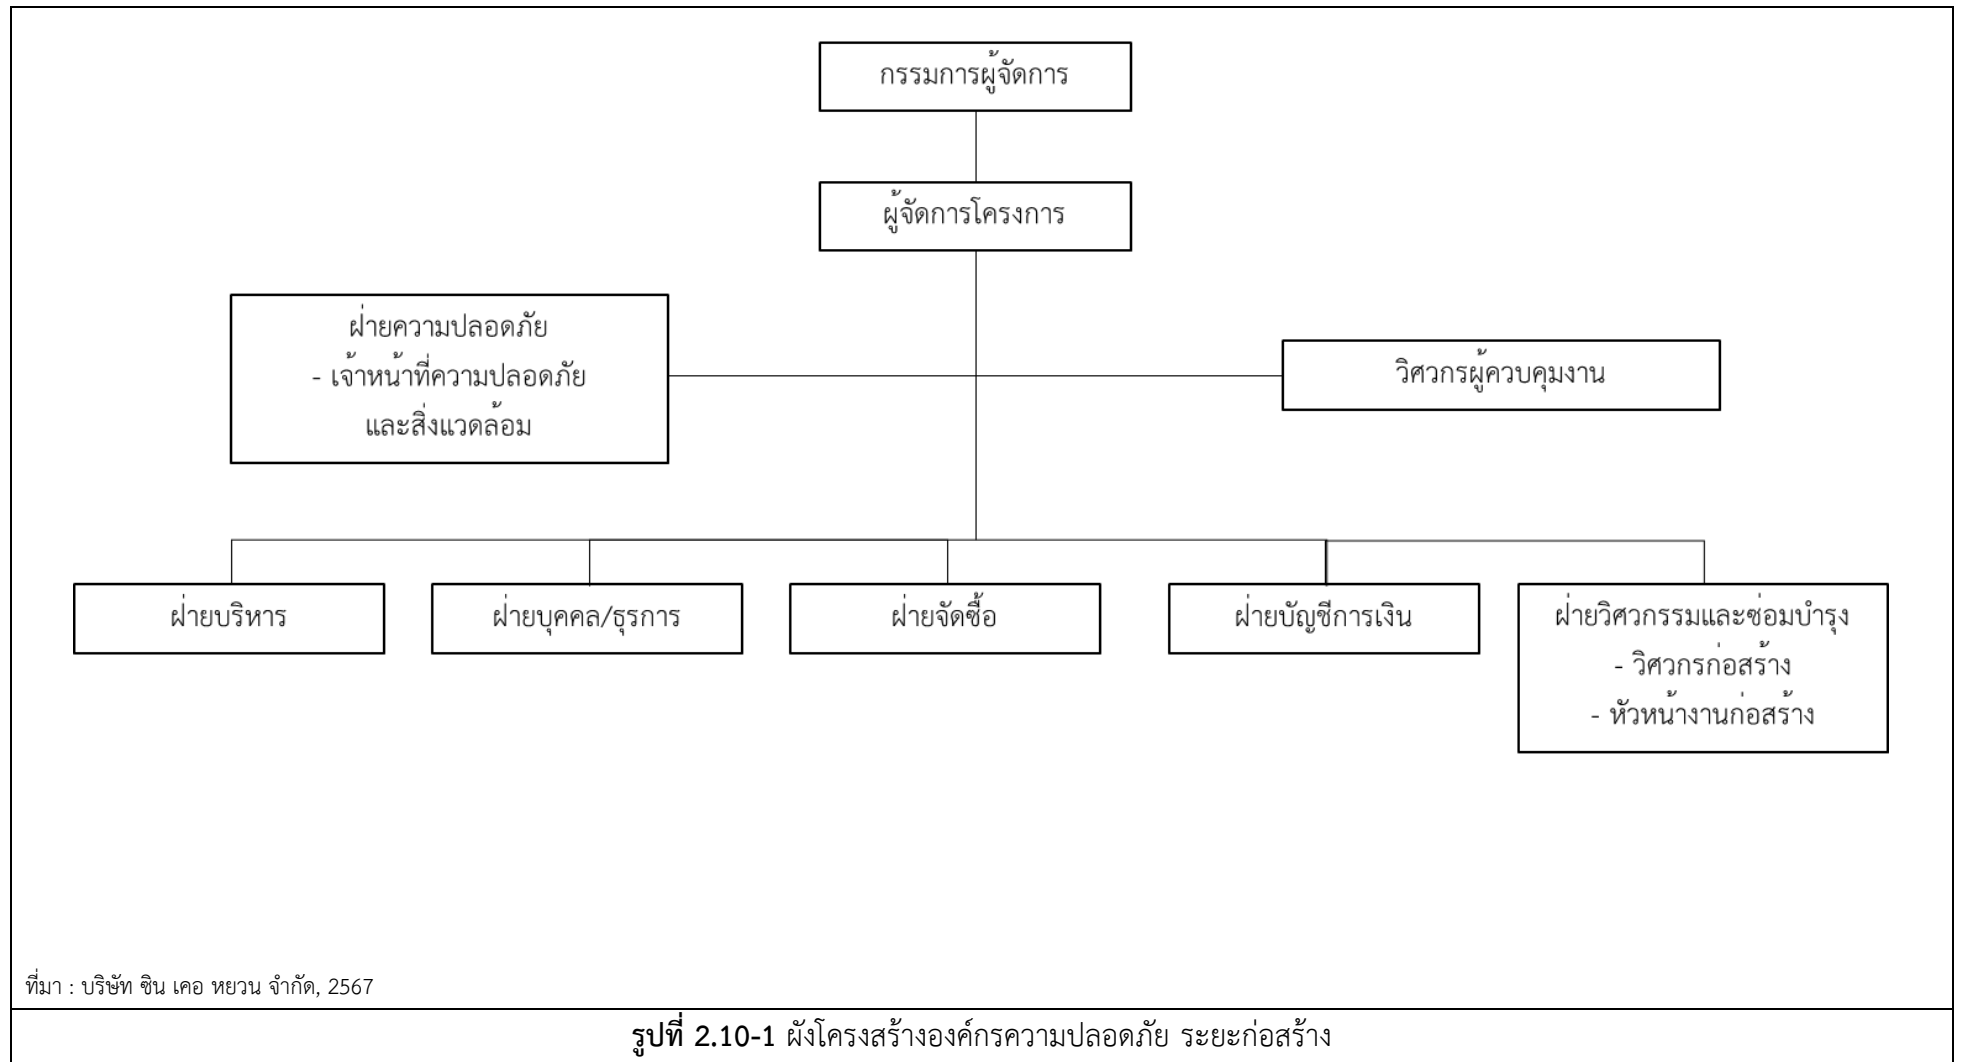 กรรมการผู้จัดการ
ผู้จัดการโครงการ
ฝ่ายความปลอดภัย
- เจ้าหน้าที่ความปลอดภัย
และสิ่งแวดล้อม
วิศวกรผู้ควบคุมงาน
ฝ่ายบริหาร
ฝ่ายบุคคล/ธุรการ
ฝ่ายจัดซื้อ
ฝ่ายบัญชีการเงิน
ฝ่ายวิศวกรรมและซ่อมบำรุง
- วิศวกรก่อสร้าง
- หัวหน้างานก่อสร้าง
ที่มา : บริษัท ซิน เคอ หยวน จำกัด, 2567
รูปที่ 2.10-1 ผังโครงสร้างองค์กรความปลอดภัย ระยะก่อสร้าง